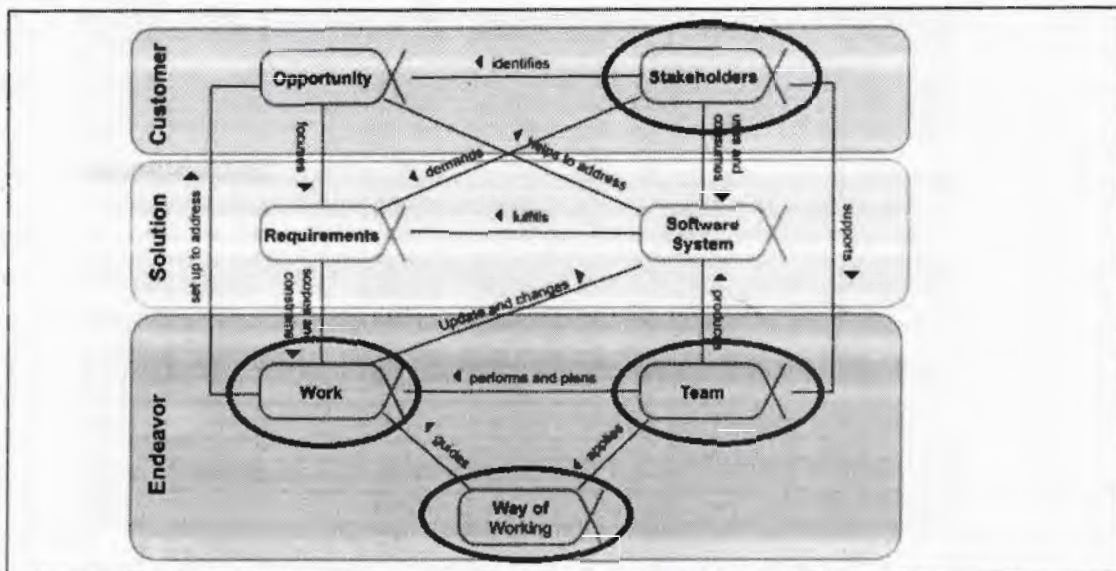 Customer
Opportunity
◄ identifies
Stakeholders
focuses
◄ demands
helps to address
uses and
consumes
Solution
set up to address
Requirements
◄ fulfills
Software
System
supports
scopes and
constrains
Update and changes
produces
Endeavor
Work
◄ performs and plans
Team
guides
applies
Way of
Working